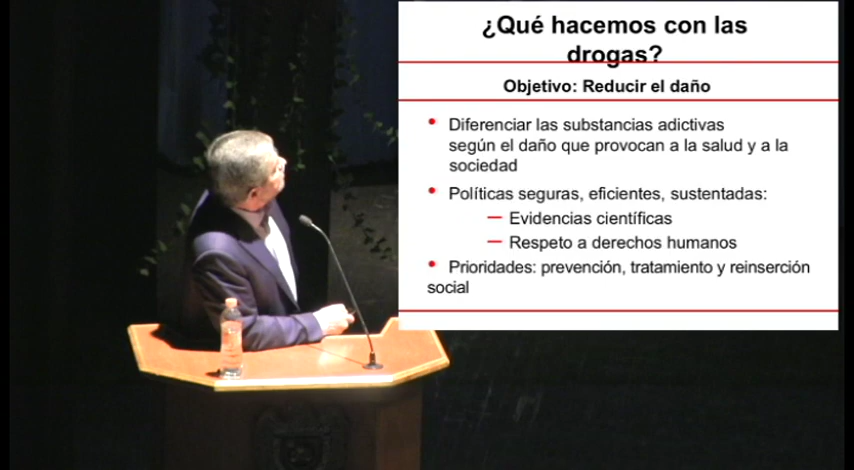 ¿Qué hacemos con las
drogas?
Objetivo: Reducir el daño
• Diferenciar las substancias adictivas
según el daño que provocan a la salud y a la
sociedad
• Políticas seguras, eficientes, sustentadas:
— Evidencias científicas
— Respeto a derechos humanos
• Prioridades: prevención, tratamiento y reinserción
social